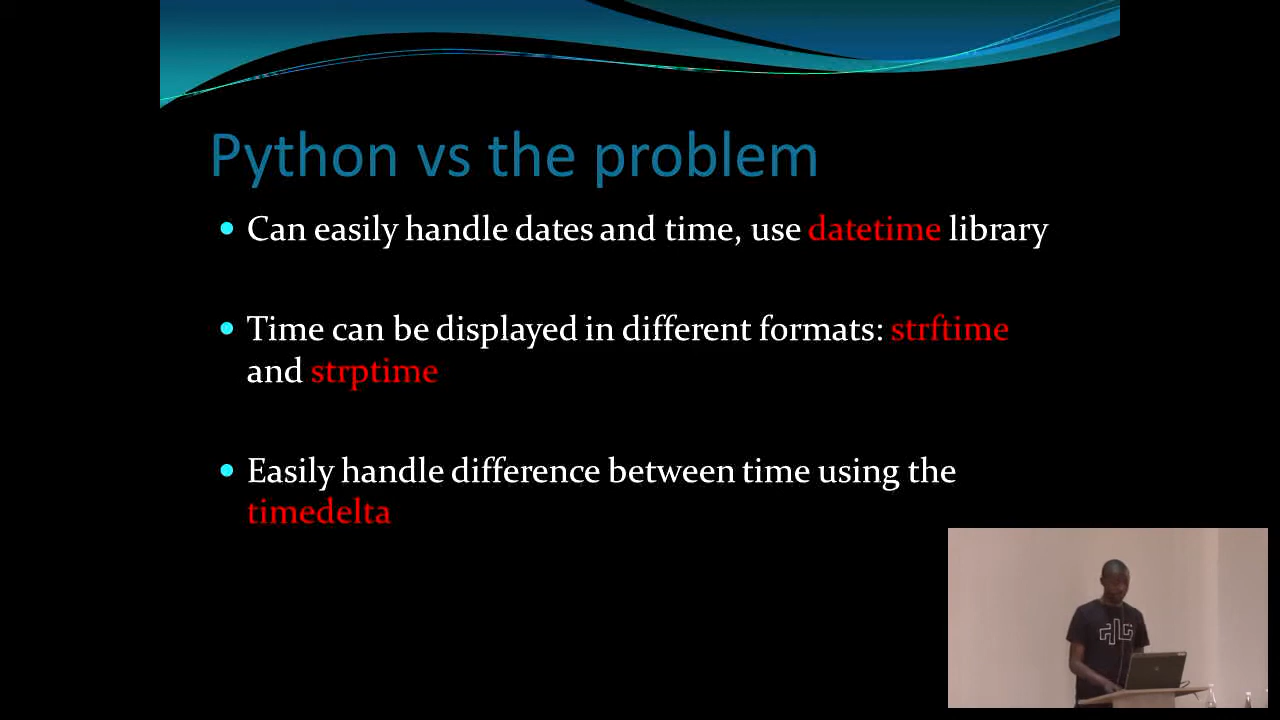 Python vs the problem
Can easily handle dates and time, use datetime library
Time can be displayed in different formats: strftime
and strptime
Easily handle difference between time using the
timedelta